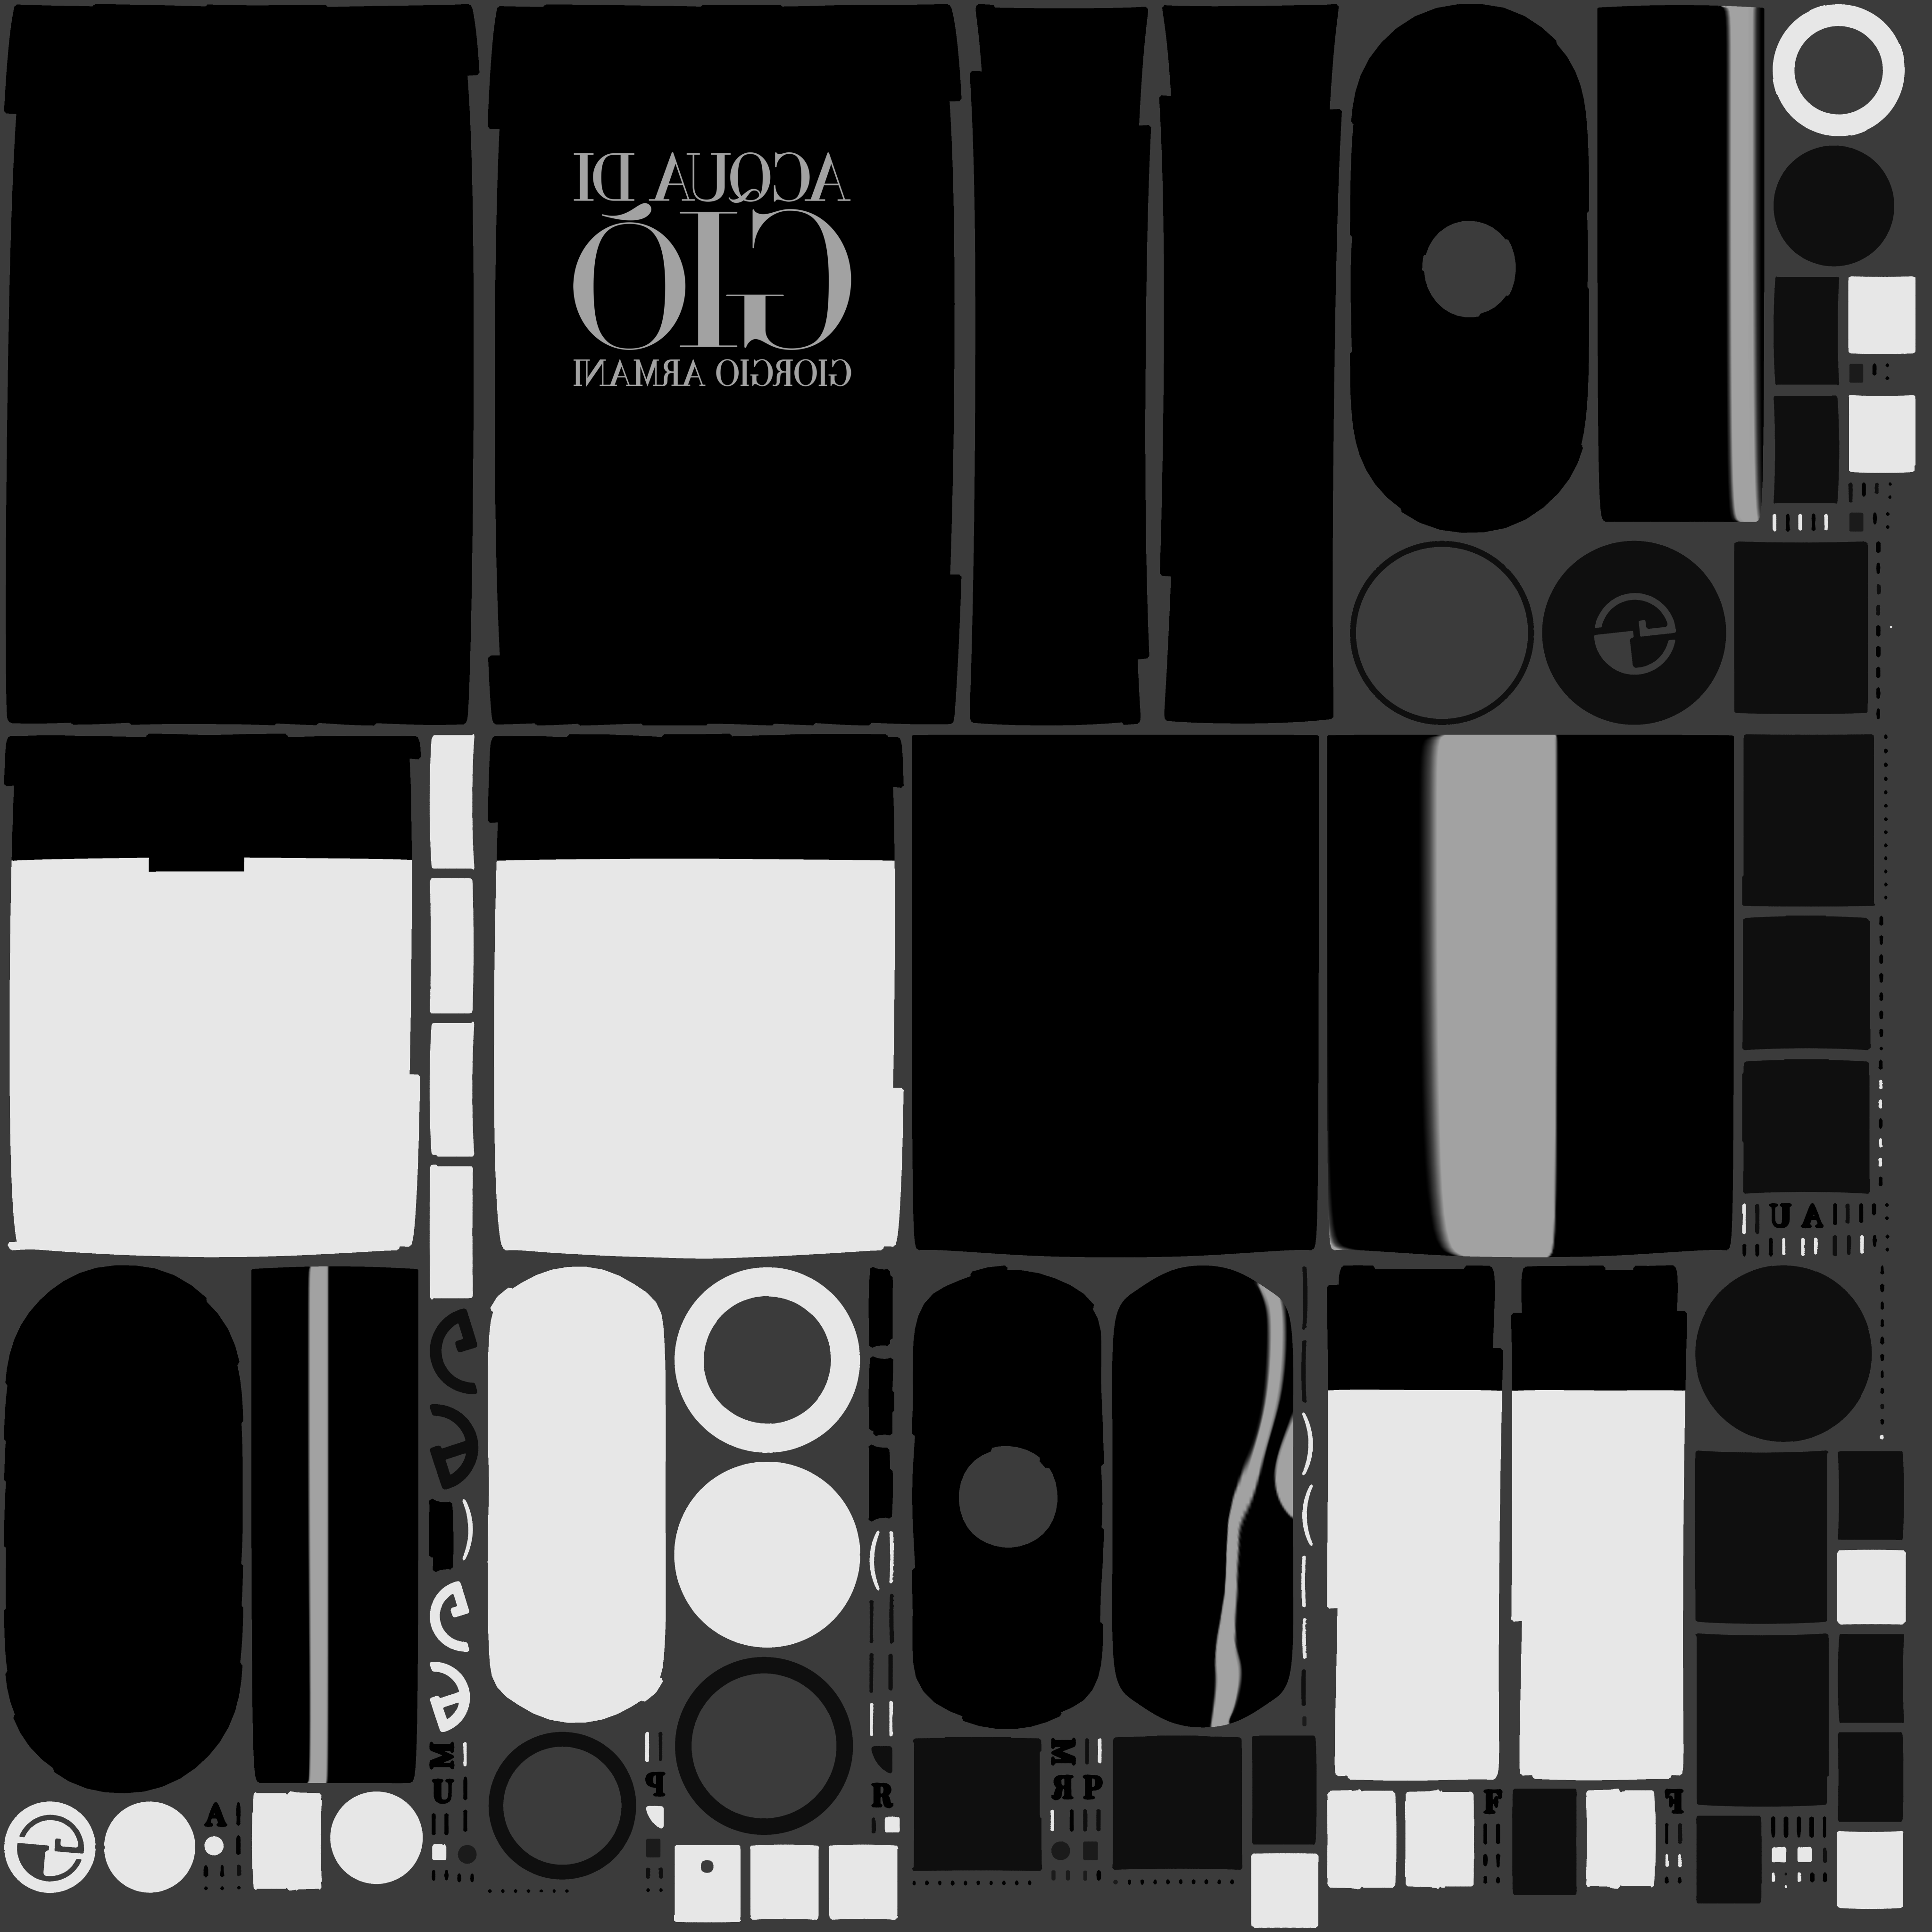 ACQUA DI
GIÒ
GIORGIO ARMANI
U A
A
U
P
R
R P
F
F